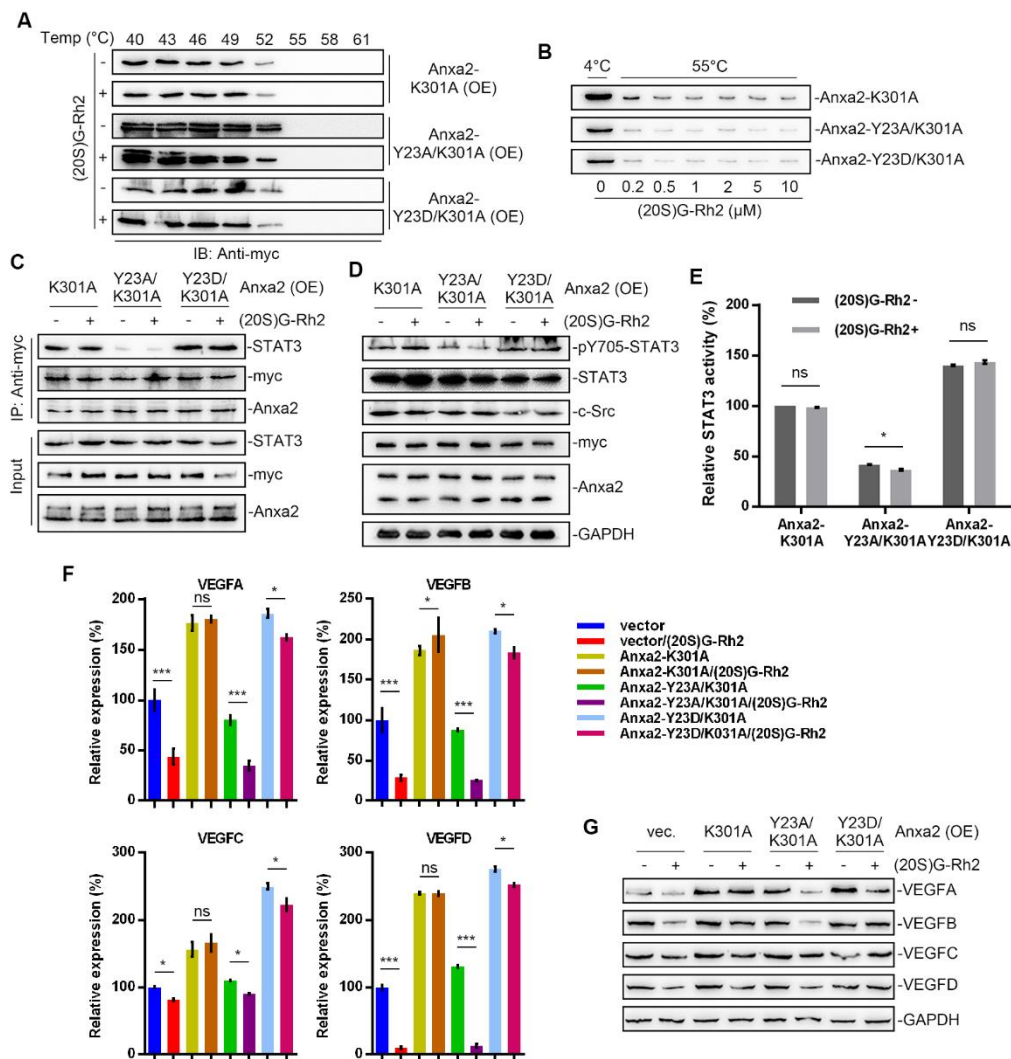 A
Temp (°C) 40 43 46 49 52 55 58 61
(20S)G-Rh2
-
+
Anxa2-
K301A (OE)
-
+
Anxa2-
Y23A/K301A (OE)
-
+
Anxa2-
Y23D/K301A (OE)
IB: Anti-myc
B
4°C 55°C
-Anxa2-K301A
-Anxa2-Y23A/K301A
-Anxa2-Y23D/K301A
0 0.2 0.5 1 2 5 10
(20S)G-Rh2 (µM)
C
K301A Y23A/K301A Y23D/K301A Anxa2 (OE)
- + - + - + (20S)G-Rh2
IP: Anti-myc
-STAT3
-myc
-Anxa2
Input
-STAT3
-myc
-Anxa2
D
K301A Y23A/K301A Y23D/K301A Anxa2 (OE)
- + - + - + (20S)G-Rh2
-pY705-STAT3
-STAT3
-c-Src
-myc
-Anxa2
-GAPDH
E
Relative STAT3 activity (%)
200
150
100
50
0
(20S)G-Rh2-
(20S)G-Rh2+
ns
*
ns
Anxa2-
K301A
Anxa2-
Y23A/K301A
Anxa2-
Y23D/K301A
F
VEGFA
Relative expression (%)
200
150
100
50
0
***
ns
***
*
VEGFB
Relative expression (%)
250
200
150
100
50
0
***
*
***
*
vector
vector/(20S)G-Rh2
Anxa2-K301A
Anxa2-K301A/(20S)G-Rh2
Anxa2-Y23A/K301A
Anxa2-Y23A/K301A/(20S)G-Rh2
Anxa2-Y23D/K301A
Anxa2-Y23D/K031A/(20S)G-Rh2
VEGFC
Relative expression (%)
300
200
100
0
*
ns
*
*
VEGFD
Relative expression (%)
300
200
100
0
***
ns
***
*
G
vec. K301A Y23A/K301A Y23D/K301A Anxa2 (OE)
- + - + - + - + (20S)G-Rh2
-VEGFA
-VEGFB
-VEGFC
-VEGFD
-GAPDH